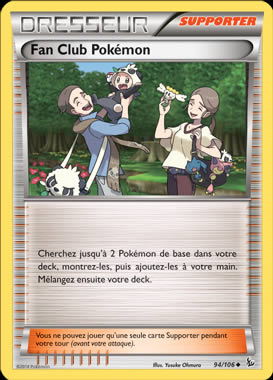 DRESSEUR
SUPPORTER
Fan Club Pokémon
Cherchez jusqu'à 2 Pokémon de base dans votre
deck, montrez-les, puis ajoutez-les à votre main.
Mélangez ensuite votre deck.
Vous ne pouvez jouer qu'une seule carte Supporter pendant
votre tour (avant votre attaque).
©2014 Pokémon
Illus. Yusuke Ohmura
94/106